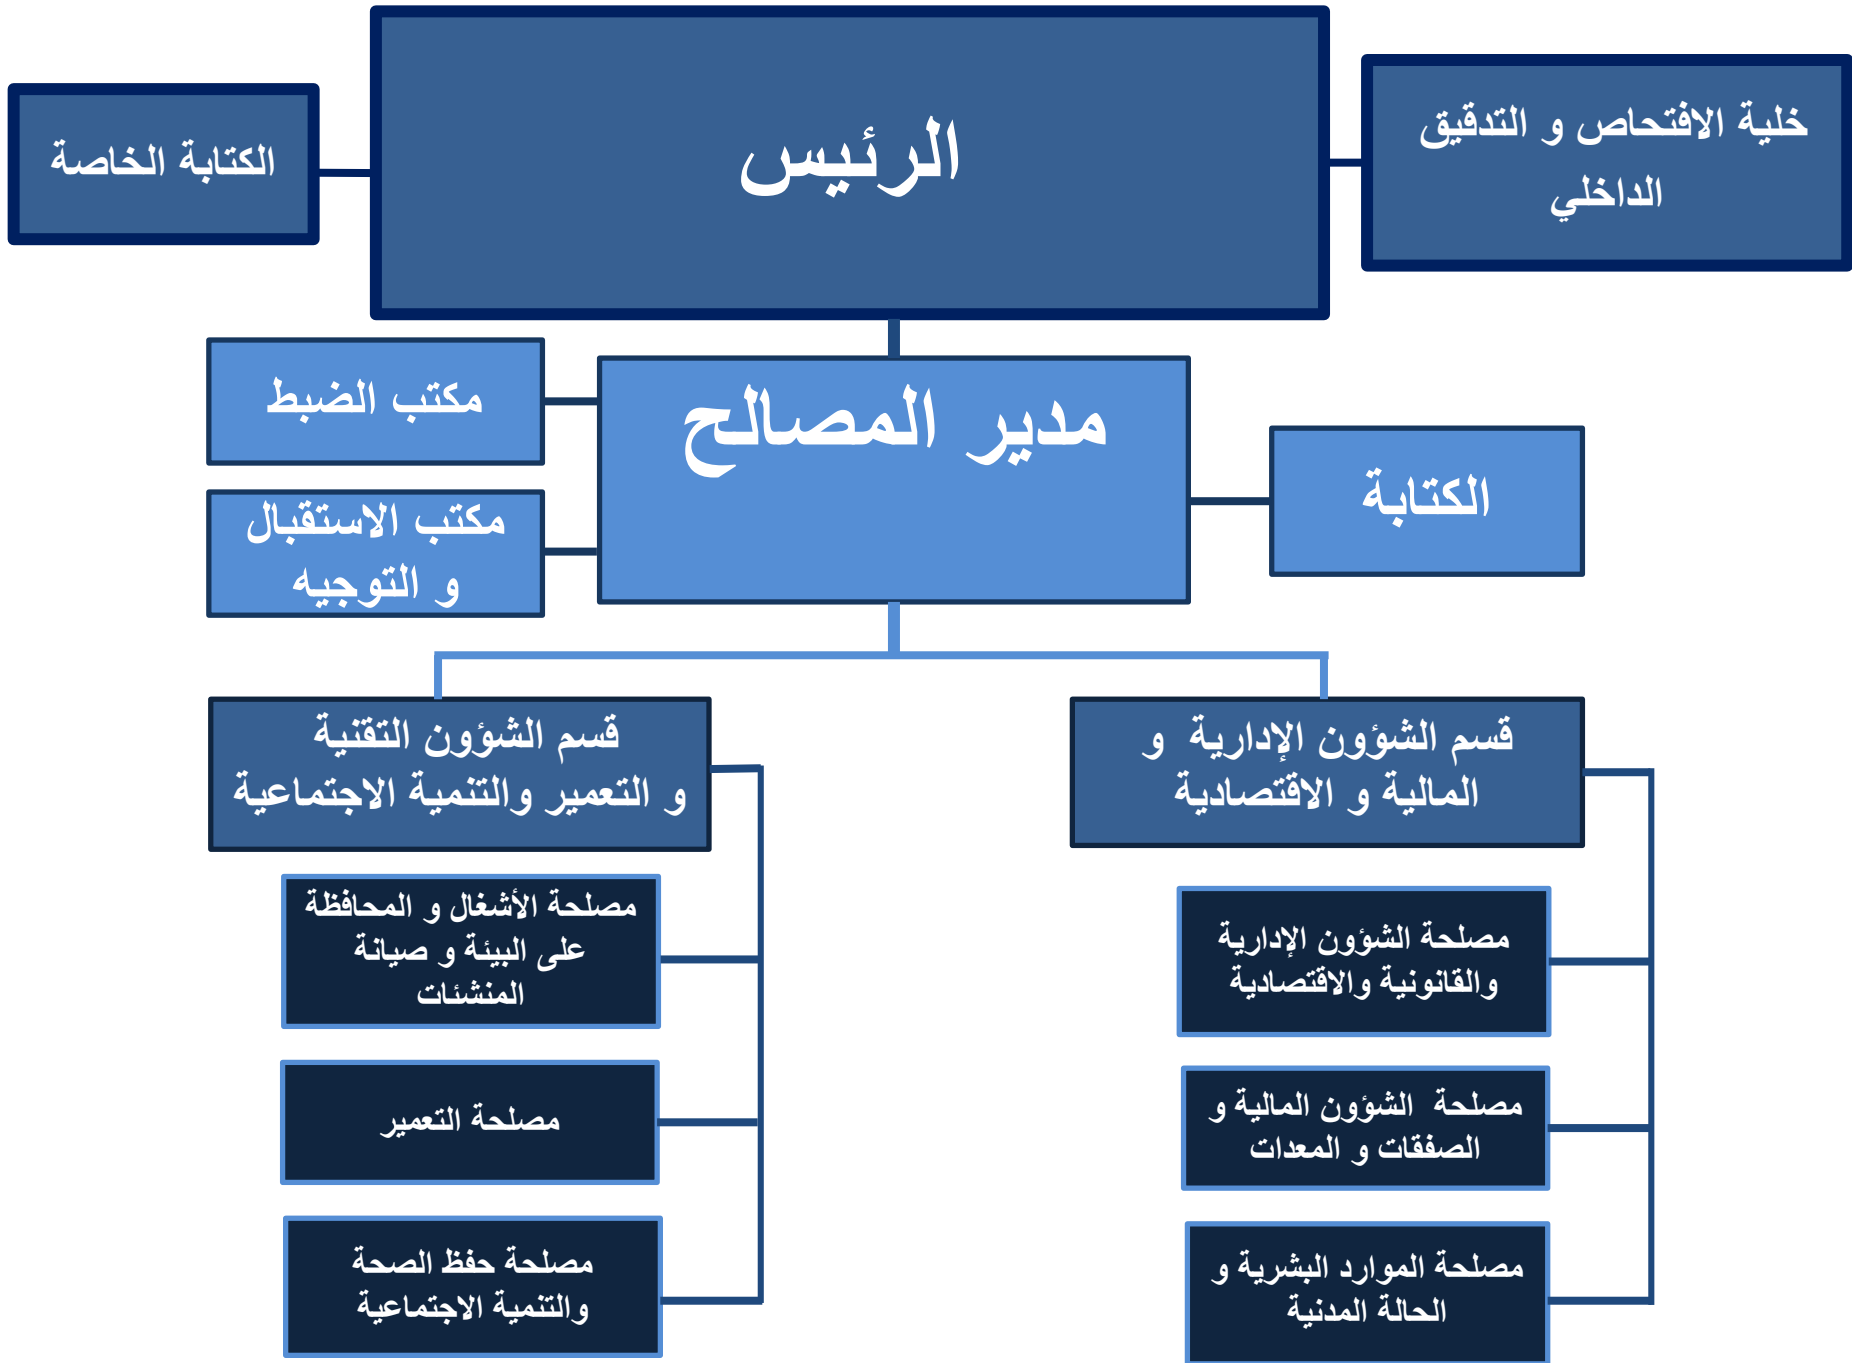 الرئيس
خلية الافتحاص و التدقيق
الداخلي
الكتابة الخاصة
مدير المصالح
الكتابة
مكتب الضبط
مكتب الاستقبال
و التوجيه
قسم الشؤون الإدارية و
المالية و الاقتصادية
مصلحة الشؤون الإدارية
والقانونية والاقتصادية
مصلحة الشؤون المالية و
الصفقات و المعدات
مصلحة الموارد البشرية و
الحالة المدنية
قسم الشؤون التقنية
و التعمير والتنمية الاجتماعية
مصلحة الأشغال و المحافظة
على البيئة و صيانة
المنشئات
مصلحة التعمير
مصلحة حفظ الصحة
والتنمية الاجتماعية